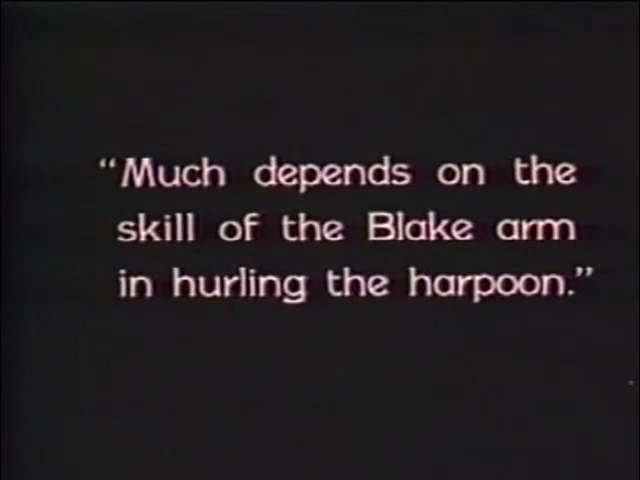 “Much depends on the
skill of the Blake arm
in hurling the harpoon.”